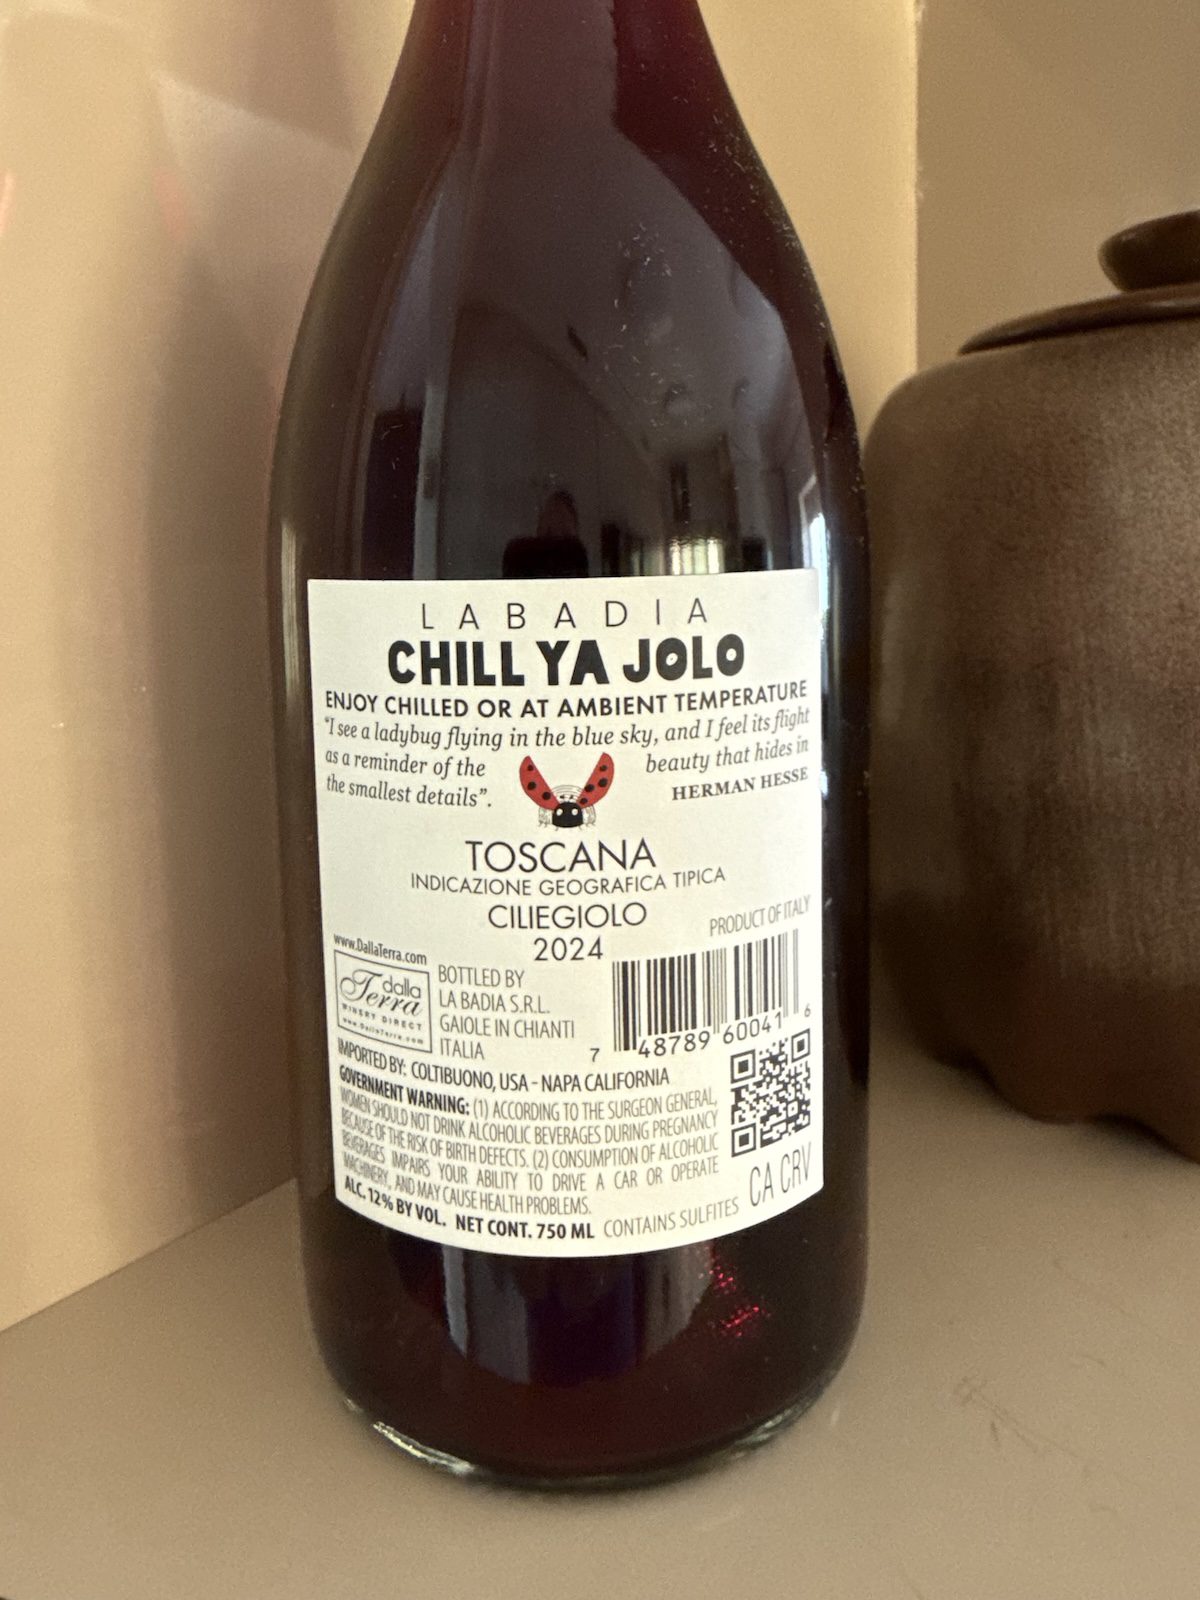 LABADIA
CHILL YA JOLO
ENJOY CHILLED OR AT AMBIENT TEMPERATURE
"I see a ladybug flying in the blue sky, and I feel its flight
as a reminder of the beauty that hides in
the smallest details".
HERMAN HESSE
TOSCANA
INDICAZIONE GEOGRAFICA TIPICA
CILIEGIOLO
2024
PRODUCT OF ITALY
www.DallaTerra.com
dalla
Terra
WINERY DIRECT
www.DallaTerra.com
BOTTLED BY
LA BADIA S.R.L.
GAIOLE IN CHIANTI
ITALIA
7 48789 60041 6
IMPORTED BY: COLTIBUONO, USA - NAPA CALIFORNIA
GOVERNMENT WARNING: (1) ACCORDING TO THE SURGEON GENERAL,
WOMEN SHOULD NOT DRINK ALCOHOLIC BEVERAGES DURING PREGNANCY
BECAUSE OF THE RISK OF BIRTH DEFECTS. (2) CONSUMPTION OF ALCOHOLIC
BEVERAGES IMPAIRS YOUR ABILITY TO DRIVE A CAR OR OPERATE
MACHINERY, AND MAY CAUSE HEALTH PROBLEMS.
ALC. 12% BY VOL. NET CONT. 750 ML CONTAINS SULFITES
CA CRV